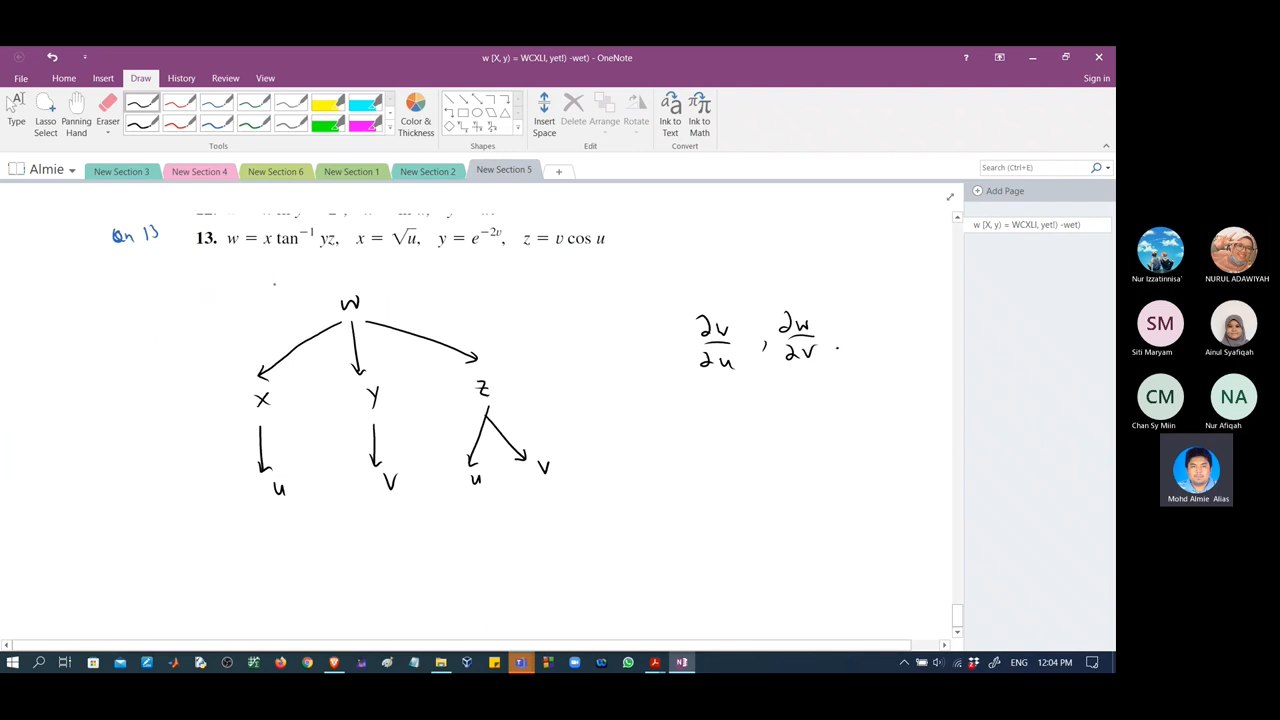 w [X, y) = WCXLI, yet!) -wet) - OneNote
?
File Home Insert Draw History Review View Sign in
Type Lasso Select Panning Hand Eraser Color & Thickness Insert Space Delete Arrange Rotate Ink to Text Ink to Math
Tools Shapes Edit Convert
Almie New Section 3 New Section 4 New Section 6 New Section 1 New Section 2 New Section 5 + Search (Ctrl+E)
Add Page
w [X, y) = WCXLI, yet!) -wet)
Qn 13
13. w = x tan⁻¹ yz, x = √u, y = e⁻²ᵛ, z = v cos u
w
x y z
u v u v
∂v/∂u , ∂w/∂v .
Nur Izzatinnisa' NURUL ADAWIYAH
SM NA
Siti Maryam Ainul Syafiqah
CM
Chan Sy Miin Nur Afiqah
Mohd Almie Alias
ENG 12:04 PM